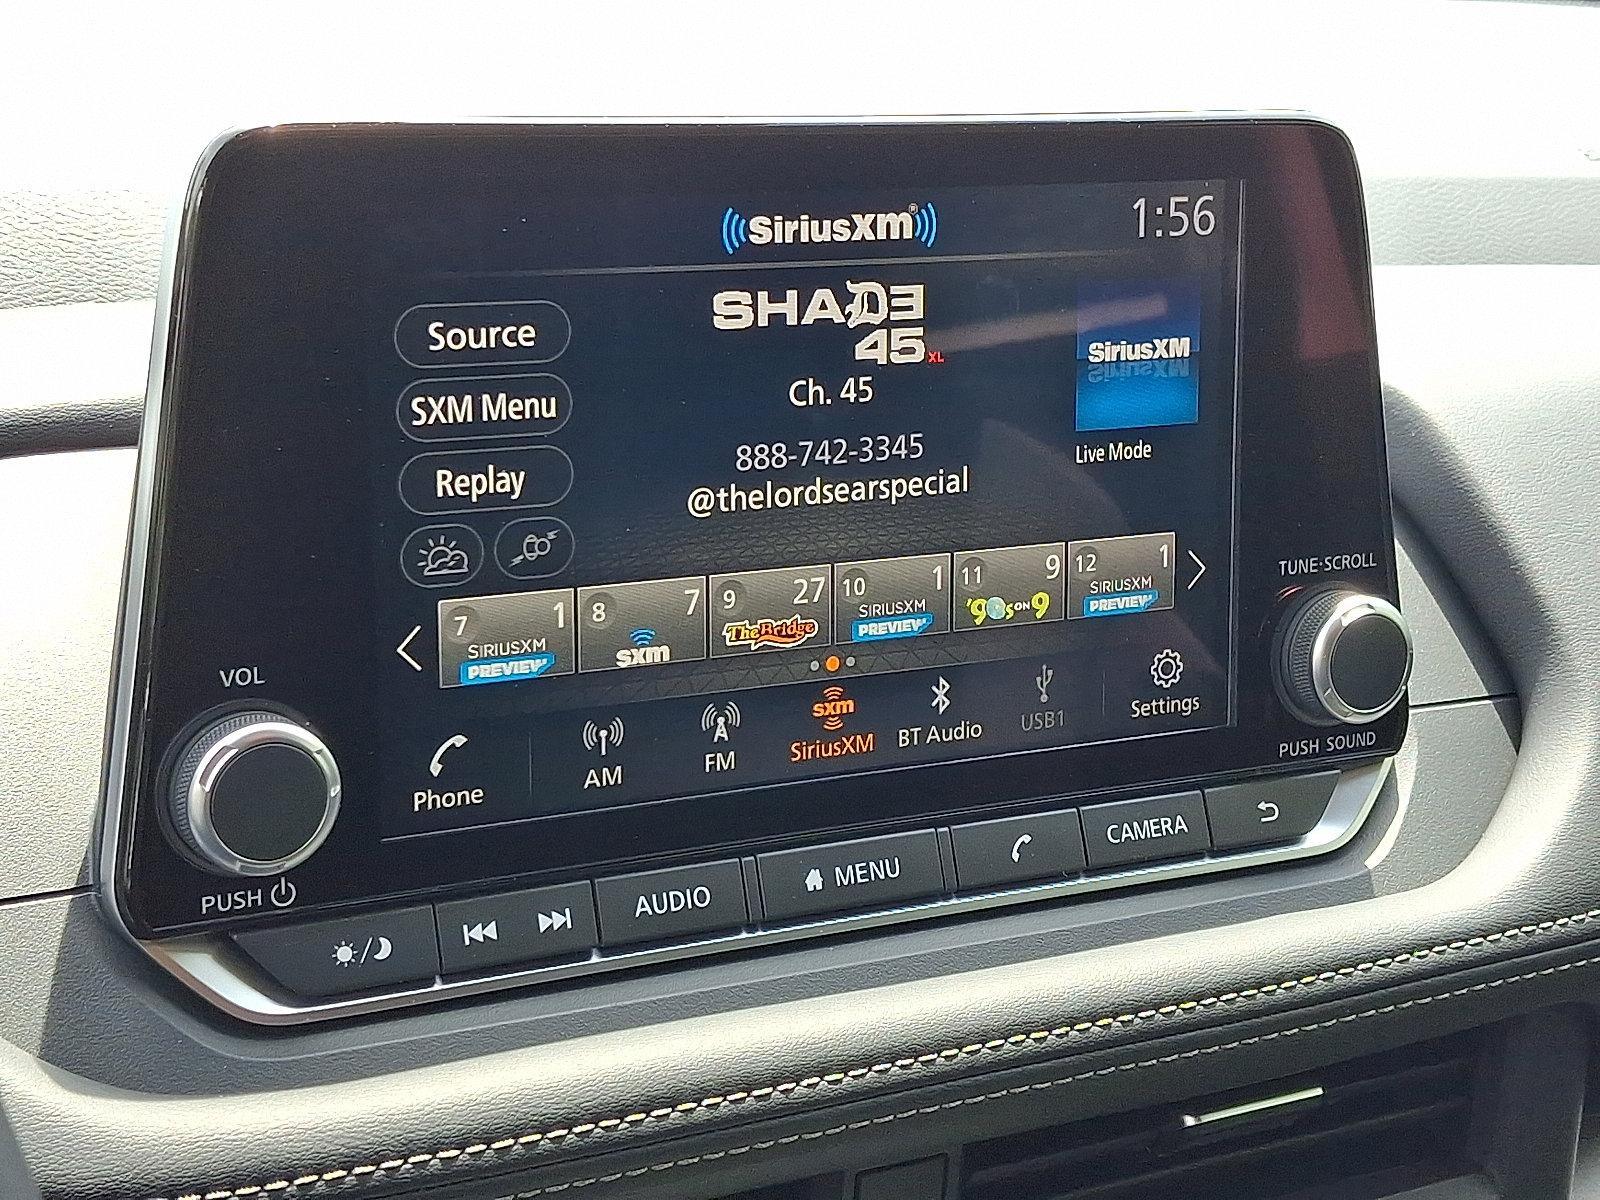 SiriusXM®
1:56
Source
SXM Menu
Replay
SHADE
45 XL
Ch. 45
888-742-3345
@thelordsearspecial
SiriusXM
Live Mode
7 1
SIRIUSXM
PREVIEW
8 7
sxm
9 27
The Bridge
10 1
SIRIUSXM
PREVIEW
11 9
'90s ON 9
12 1
SIRIUSXM
PREVIEW
Phone
AM
FM
sxm
SiriusXM
BT Audio
USB1
Settings
VOL
PUSH
TUNE·SCROLL
PUSH SOUND
AUDIO
MENU
CAMERA